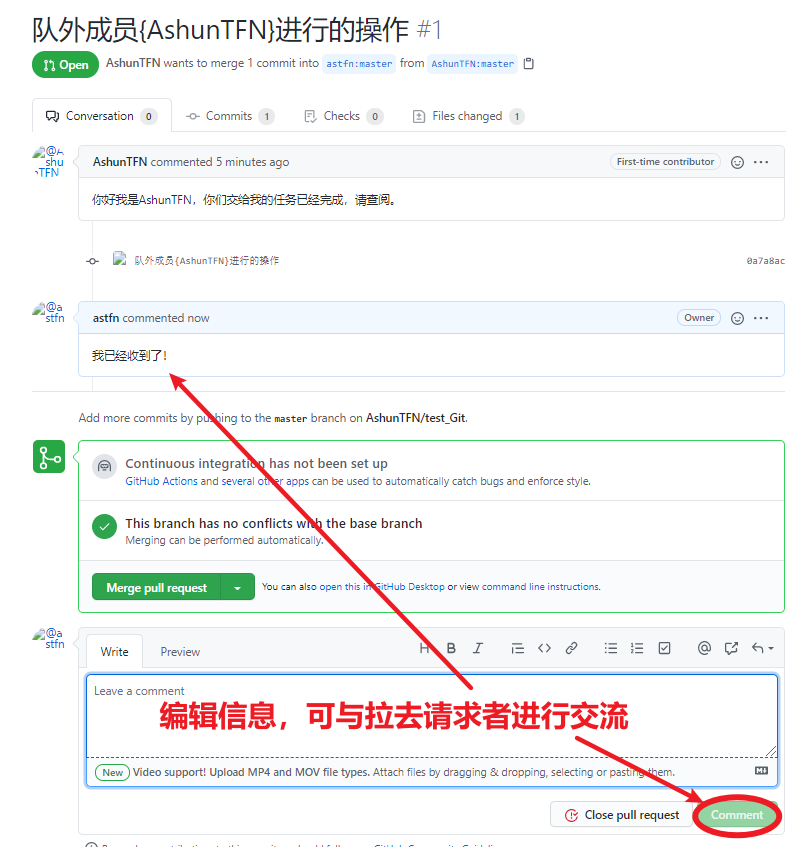 队外成员{AshunTFN}进行的操作 #1
Open AshunTFN wants to merge 1 commit into astfn:master from AshunTFN:master
Conversation 0 Commits 1 Checks 0 Files changed 1
@AshunTFN
AshunTFN commented 5 minutes ago First-time contributor
你好我是AshunTFN，你们交给我的任务已经完成，请查阅。
队外成员{AshunTFN}进行的操作 0a7a8ac
@astfn
astfn commented now Owner
我已经收到了！
Add more commits by pushing to the master branch on AshunTFN/test_Git.
Continuous integration has not been set up
GitHub Actions and several other apps can be used to automatically catch bugs and enforce style.
This branch has no conflicts with the base branch
Merging can be performed automatically.
Merge pull request You can also open this in GitHub Desktop or view command line instructions.
@astfn
Write Preview
Leave a comment
编辑信息，可与拉去请求者进行交流
New Video support! Upload MP4 and MOV file types. Attach files by dragging & dropping, selecting or pasting them.
Close pull request Comment